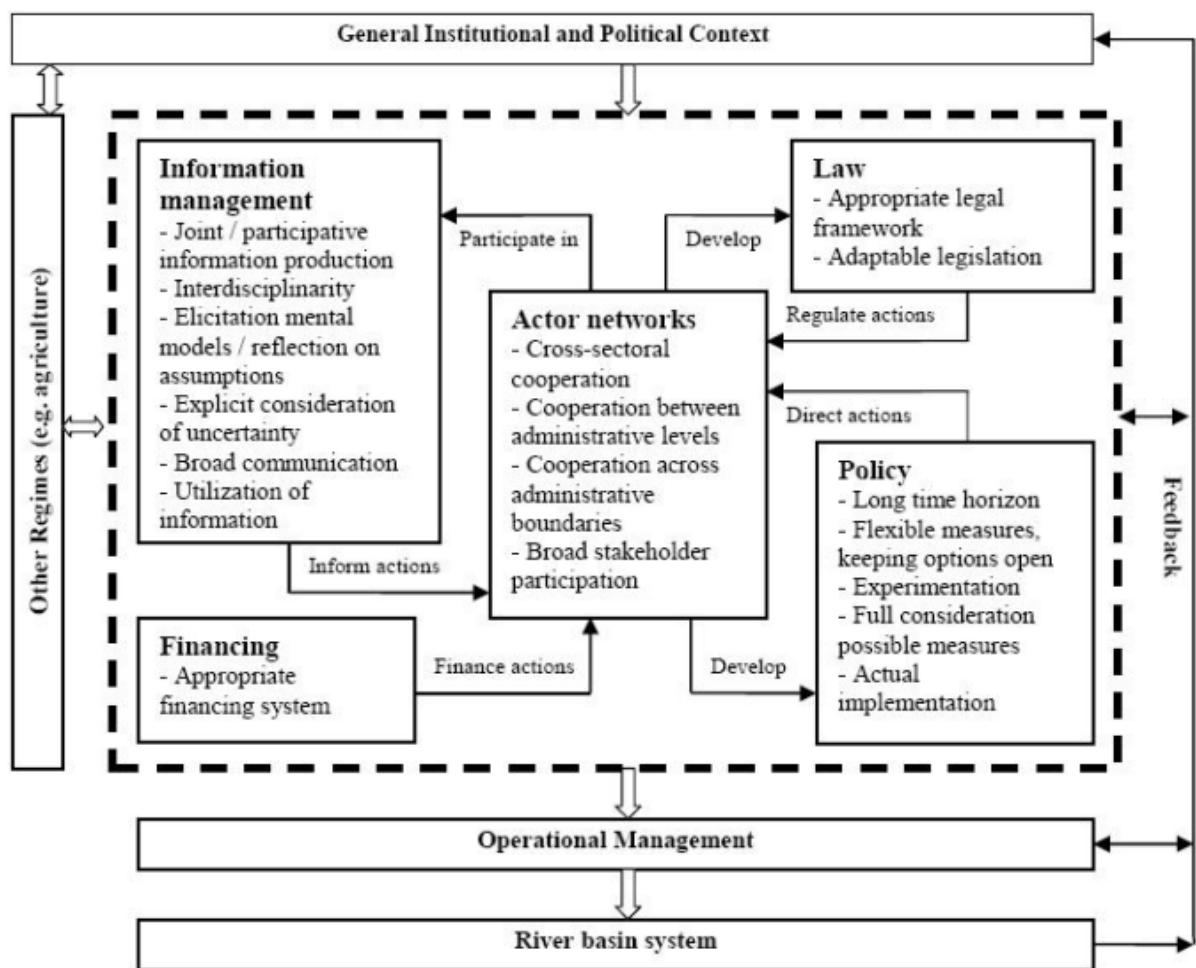 General Institutional and Political Context
Other Regimes (e.g. agriculture)
Information
management
- Joint / participative
information production
- Interdisciplinarity
- Elicitation mental
models / reflection on
assumptions
- Explicit consideration
of uncertainty
- Broad communication
- Utilization of
information
Participate in
Develop
Law
- Appropriate legal
framework
- Adaptable legislation
Regulate actions
Actor networks
- Cross-sectoral
cooperation
- Cooperation between
administrative levels
- Cooperation across
administrative
boundaries
- Broad stakeholder
participation
Direct actions
Policy
- Long time horizon
- Flexible measures,
keeping options open
- Experimentation
- Full consideration
possible measures
- Actual
implementation
Inform actions
Financing
- Appropriate
financing system
Finance actions
Develop
Feedback
Operational Management
River basin system